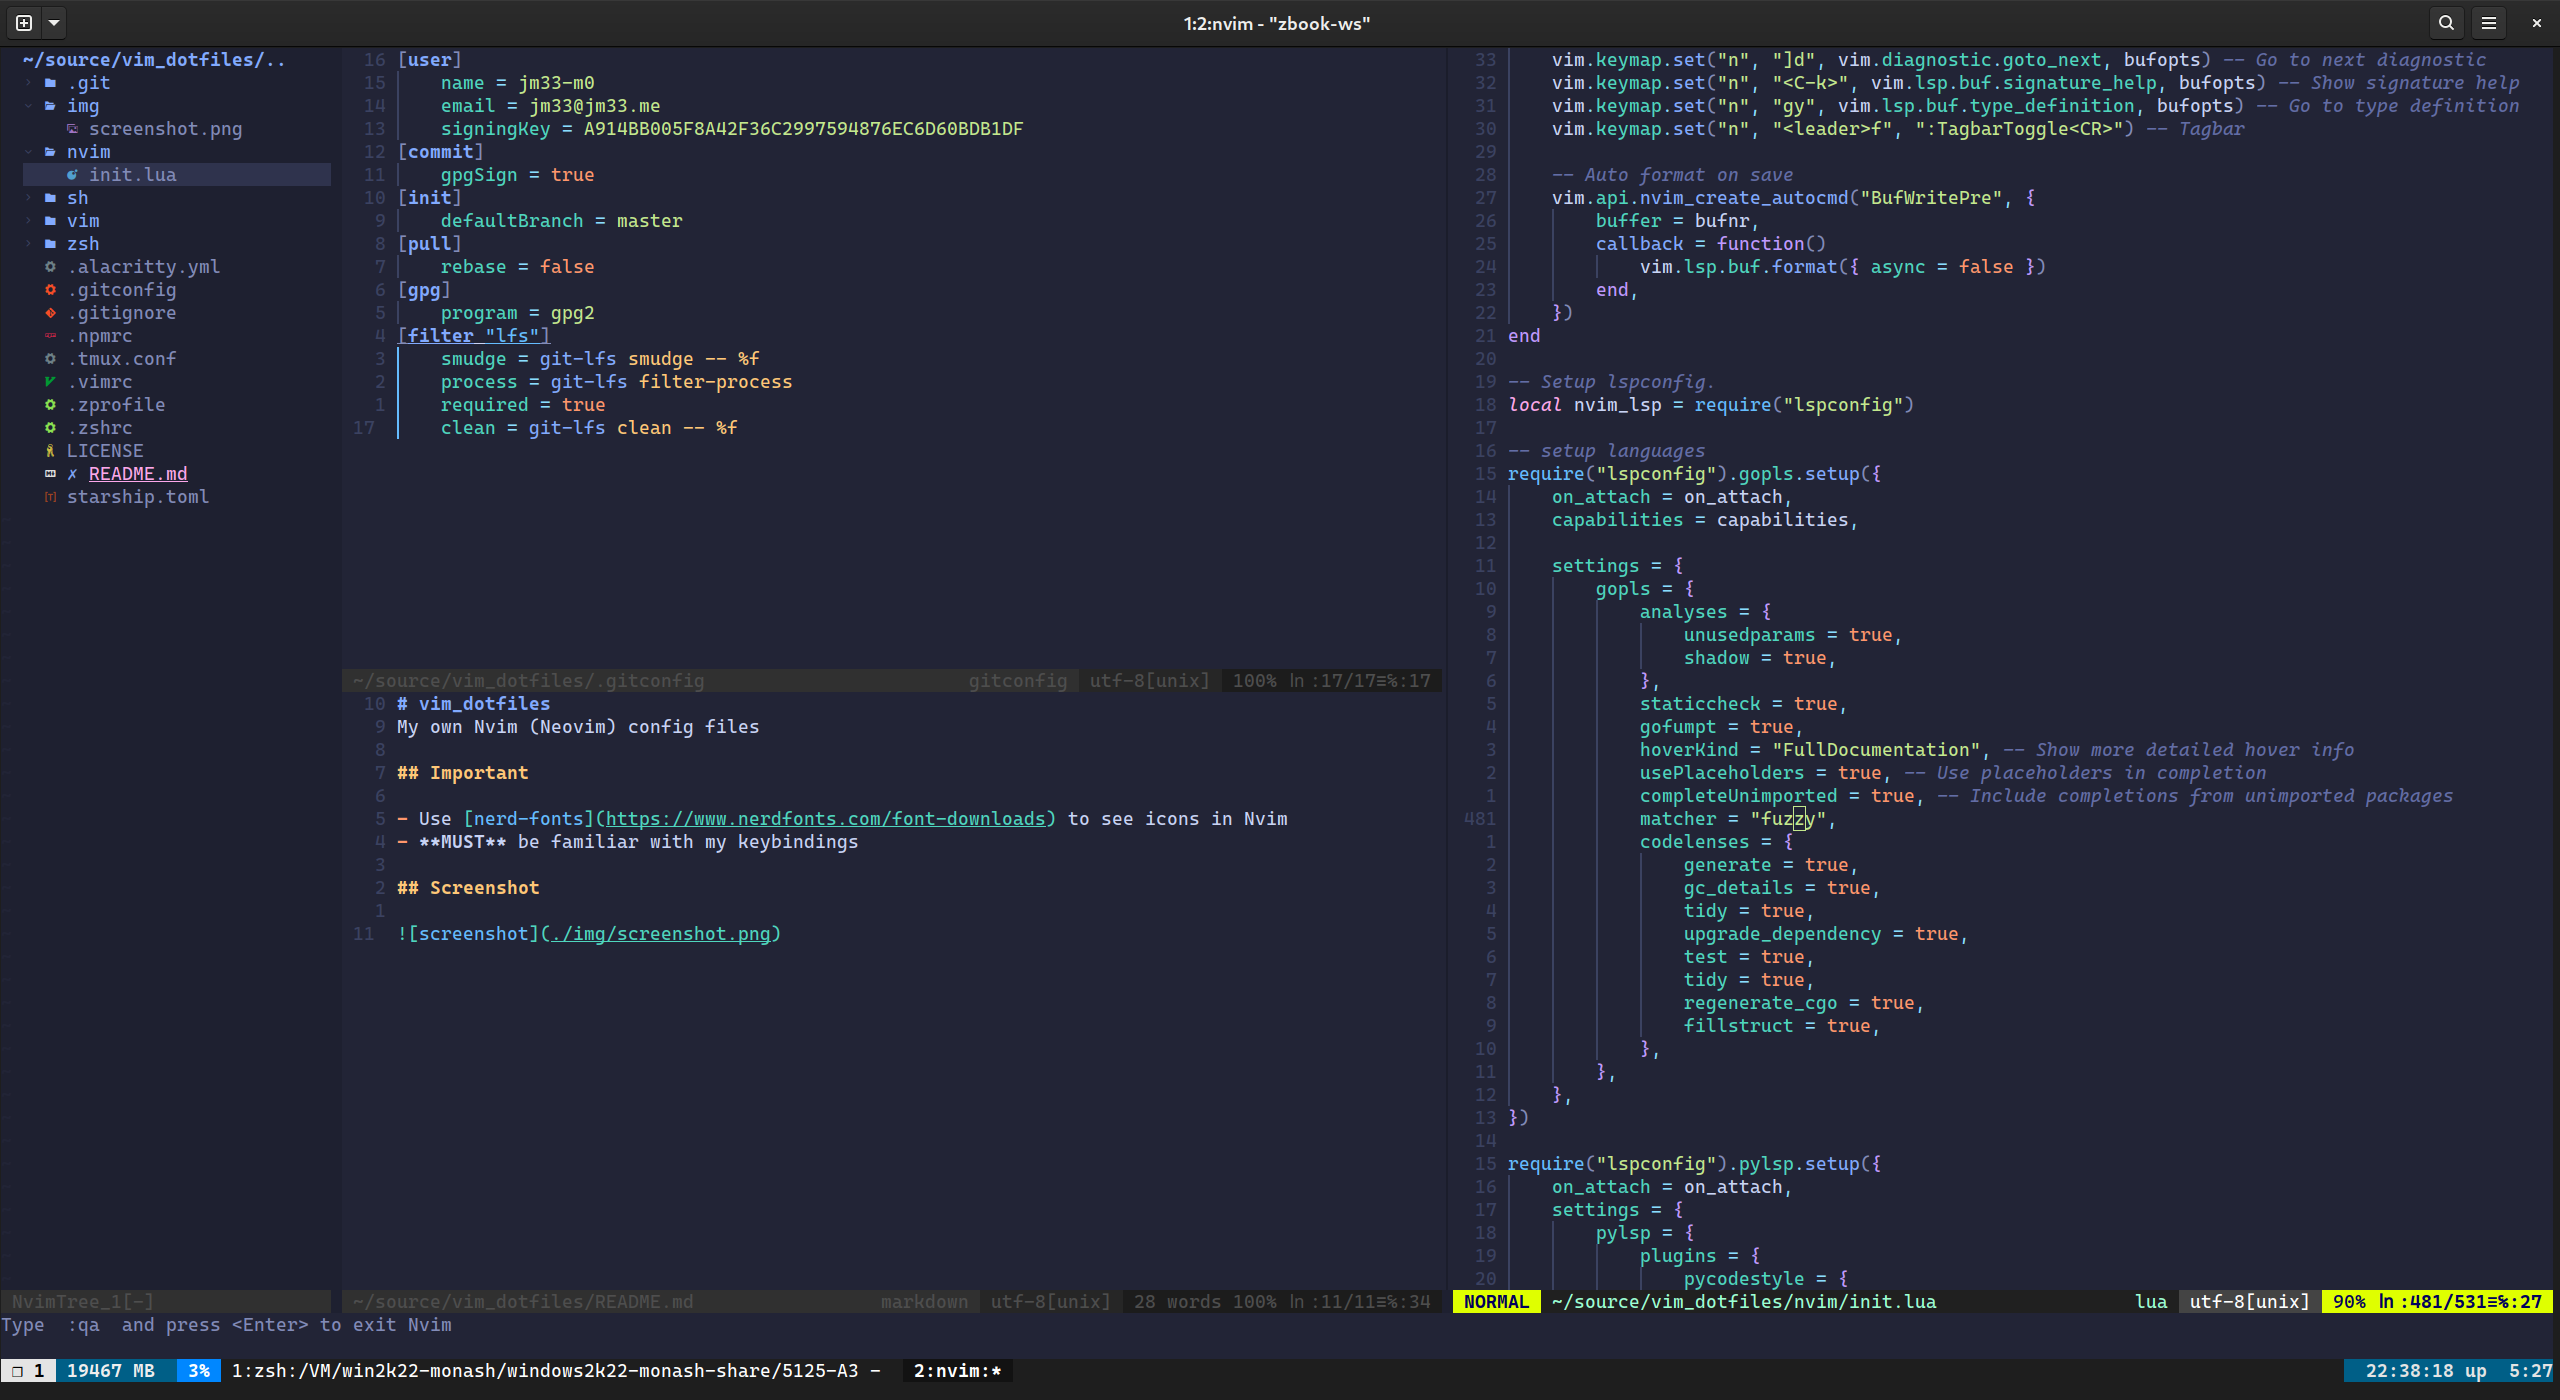 1:2:nvim - "zbook-ws"
~/source/vim_dotfiles/..
.git
img
screenshot.png
nvim
init.lua
sh
vim
zsh
.alacritty.yml
.gitconfig
.gitignore
.npmrc
.tmux.conf
.vimrc
.zprofile
.zshrc
LICENSE
✗ README.md
starship.toml
NvimTree_1[-]
16 [user]
15 name = jm33-m0
14 email = jm33@jm33.me
13 signingkey = A914BB005F8A42F36C2997594876EC6D60BDB1DF
12 [commit]
11 gpgSign = true
10 [init]
9 defaultBranch = master
8 [pull]
7 rebase = false
6 [gpg]
5 program = gpg2
4 [filter "lfs"]
3 smudge = git-lfs smudge -- %f
2 process = git-lfs filter-process
1 required = true
17 clean = git-lfs clean -- %f
~/source/vim_dotfiles/.gitconfig gitconfig utf-8[unix] 100% ln :17/17≡%:17
10 # vim_dotfiles
9 My own Nvim (Neovim) config files
8
7 ## Important
6
5 - Use [nerd-fonts](https://www.nerdfonts.com/font-downloads) to see icons in Nvim
4 - **MUST** be familiar with my keybindings
3
2 ## Screenshot
1
11 ![screenshot](./img/screenshot.png)
~/source/vim_dotfiles/README.md markdown utf-8[unix] 28 words 100% ln :11/11≡%:34
33 vim.keymap.set("n", "]d", vim.diagnostic.goto_next, bufopts) -- Go to next diagnostic
32 vim.keymap.set("n", "<C-k>", vim.lsp.buf.signature_help, bufopts) -- Show signature help
31 vim.keymap.set("n", "gy", vim.lsp.buf.type_definition, bufopts) -- Go to type definition
30 vim.keymap.set("n", "<leader>f", ":TagbarToggle<CR>") -- Tagbar
29
28 -- Auto format on save
27 vim.api.nvim_create_autocmd("BufWritePre", {
26 buffer = bufnr,
25 callback = function()
24 vim.lsp.buf.format({ async = false })
23 end,
22 })
21 end
20
19 -- Setup lspconfig.
18 local nvim_lsp = require("lspconfig")
17
16 -- setup languages
15 require("lspconfig").gopls.setup({
14 on_attach = on_attach,
13 capabilities = capabilities,
12
11 settings = {
10 gopls = {
9 analyses = {
8 unusedparams = true,
7 shadow = true,
6 },
5 staticcheck = true,
4 gofumpt = true,
3 hoverKind = "FullDocumentation", -- Show more detailed hover info
2 usePlaceholders = true, -- Use placeholders in completion
1 completeUnimported = true, -- Include completions from unimported packages
481 matcher = "fuzzy",
1 codelenses = {
2 generate = true,
3 gc_details = true,
4 tidy = true,
5 upgrade_dependency = true,
6 test = true,
7 tidy = true,
8 regenerate_cgo = true,
9 fillstruct = true,
10 },
11 },
12 },
13 })
14
15 require("lspconfig").pylsp.setup({
16 on_attach = on_attach,
17 settings = {
18 pylsp = {
19 plugins = {
20 pycodestyle = {
NORMAL ~/source/vim_dotfiles/nvim/init.lua lua utf-8[unix] 90% ln :481/531≡%:27
Type :qa and press <Enter> to exit Nvim
❐ 1 19467 MB 3% 1:zsh:/VM/win2k22-monash/windows2k22-monash-share/5125-A3 - 2:nvim:* 22:38:18 up 5:27